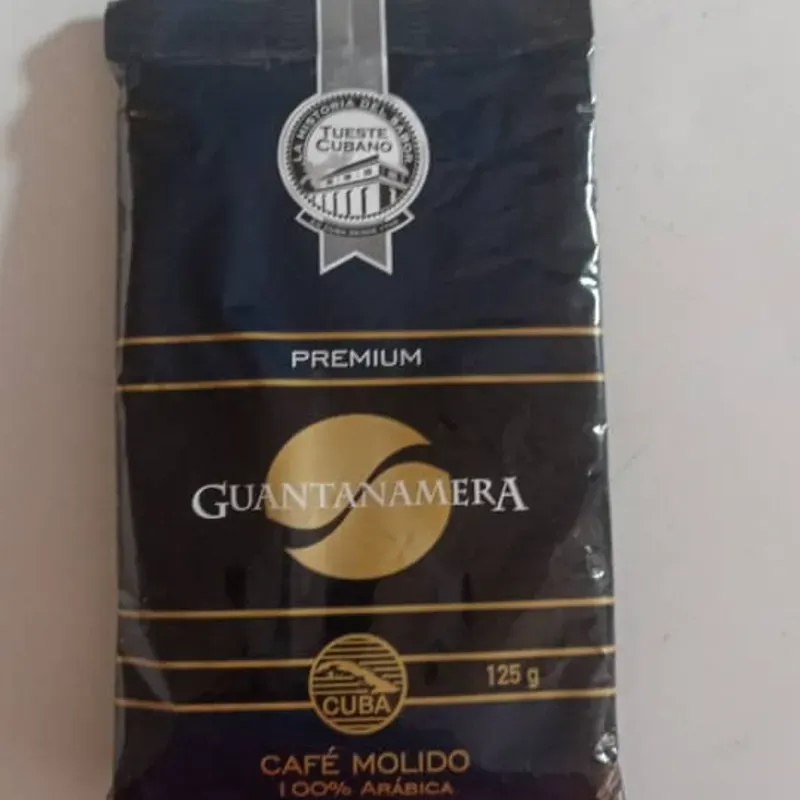 LA HISTORIA DEL SABOR
TUESTE
CUBANO
PREMIUM
GUANTANAMERA
125 g
CUBA
CAFÉ MOLIDO
100% ARÁBICA